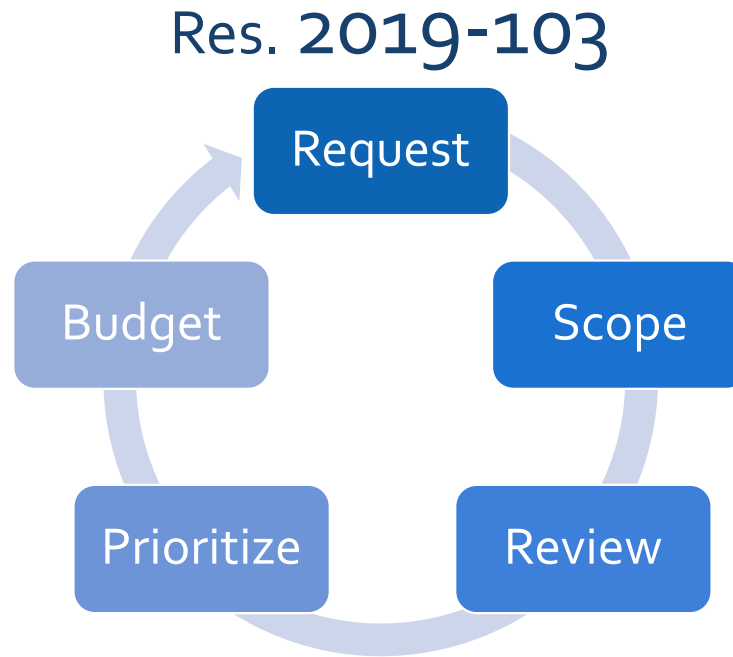 Res. 2019-103
Request
Scope
Review
Prioritize
Budget